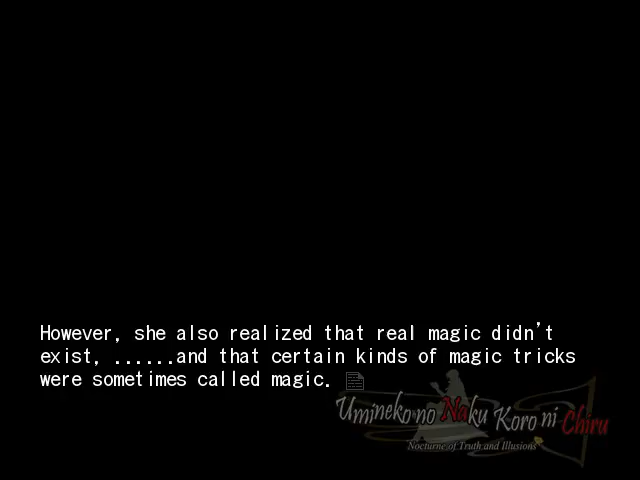 However, she also realized that real magic didn't
exist, ......and that certain kinds of magic tricks
were sometimes called magic.
Umineko no Naku Koro ni Chiru
Nocturne of Truth and Illusions